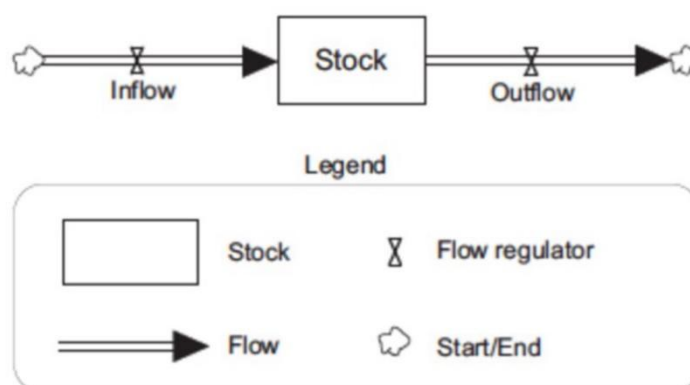 Stock
Inflow
Outflow
Legend
Stock
Flow regulator
Flow
Start/End